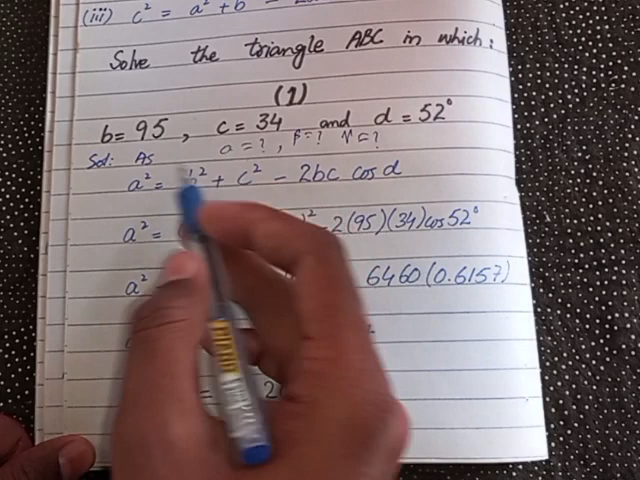 (iii) c² = a² + b
Solve the triangle ABC in which:
(1)
b = 95 , c = 34 and α = 52°
a = ? , β = ? γ = ?
Sol: As
a² = b² + c² - 2bc cos α
a² = )² - 2(95)(34) cos 52°
a² 6460 (0.6157)
= 2